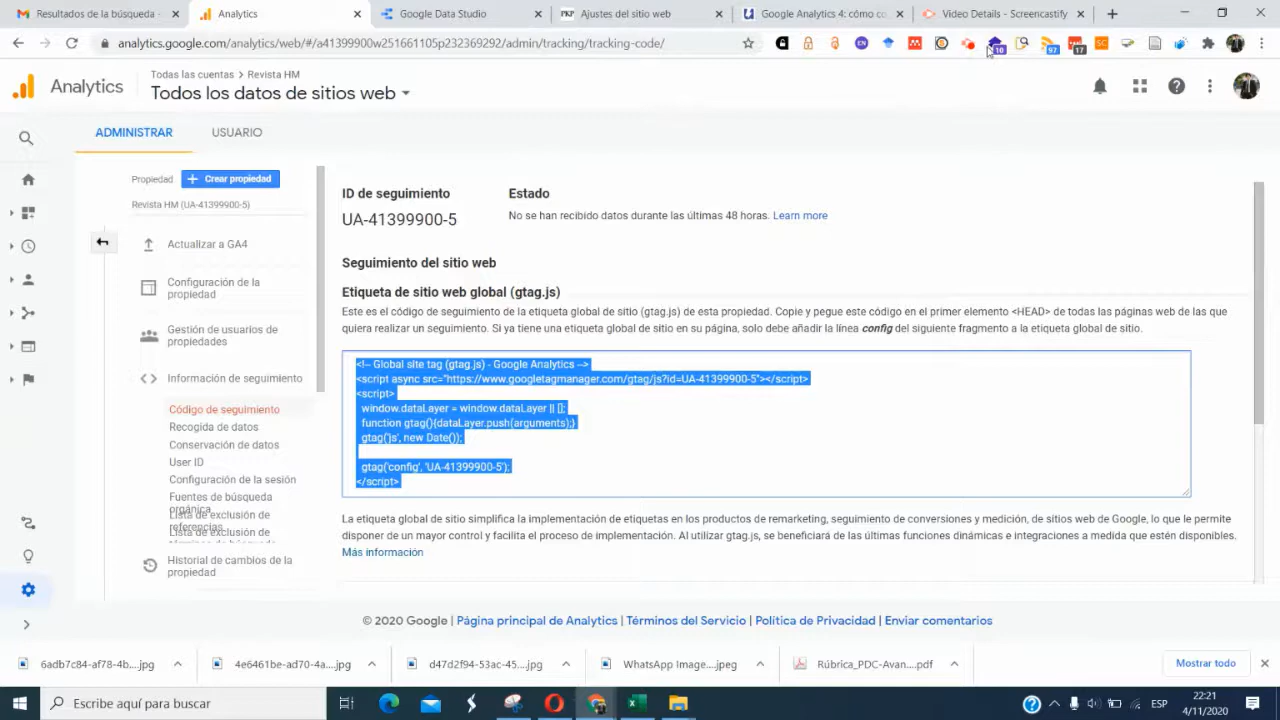 Resultados de la búsqueda -
Analytics
Google Data Studio
Ajustes del sitio web
Google Analytics 4: cómo co
Video Details - Screencastify
analytics.google.com/analytics/web/#/a41399900w251661105p232369292/admin/tracking-code/
EN
10
97
17
SC
Analytics
Todas las cuentas > Revista HM
Todos los datos de sitios web
ADMINISTRAR
USUARIO
Propiedad
+ Crear propiedad
Revista HM (UA-41399900-5)
Actualizar a GA4
Configuración de la
propiedad
Gestión de usuarios de
propiedades
Información de seguimiento
Código de seguimiento
Recogida de datos
Conservación de datos
User ID
Configuración de la sesión
Fuentes de búsqueda
orgánica
Lista de exclusión de
referencias
Lista de exclusión de
Historial de cambios de la
propiedad
ID de seguimiento
Estado
UA-41399900-5
No se han recibido datos durante las últimas 48 horas. Learn more
Seguimiento del sitio web
Etiqueta de sitio web global (gtag.js)
Este es el código de seguimiento de la etiqueta global de sitio (gtag.js) de esta propiedad. Copie y pegue este código en el primer elemento <HEAD> de todas las páginas web de las que
quiera realizar un seguimiento. Si ya tiene una etiqueta global de sitio en su página, solo debe añadir la línea config del siguiente fragmento a la etiqueta global de sitio.
<!-- Global site tag (gtag.js) - Google Analytics -->
<script async src="https://www.googletagmanager.com/gtag/js?id=UA-41399900-5"></script>
<script>
window.dataLayer = window.dataLayer || [];
function gtag(){dataLayer.push(arguments);}
gtag('js', new Date());
gtag('config', 'UA-41399900-5');
</script>
La etiqueta global de sitio simplifica la implementación de etiquetas en los productos de remarketing, seguimiento de conversiones y medición, de sitios web de Google, lo que le permite
disponer de un mayor control y facilita el proceso de implementación. Al utilizar gtag.js, se beneficiará de las últimas funciones dinámicas e integraciones a medida que estén disponibles.
Más información
© 2020 Google | Página principal de Analytics | Términos del Servicio | Política de Privacidad | Enviar comentarios
6adb7c84-af78-4b....jpg
4e6461be-ad70-4a....jpg
d47d2f94-53ac-45....jpg
WhatsApp Image....jpeg
Rúbrica_PDC-Avan....pdf
Mostrar todo
Escribe aquí para buscar
ESP
22:21
4/11/2020